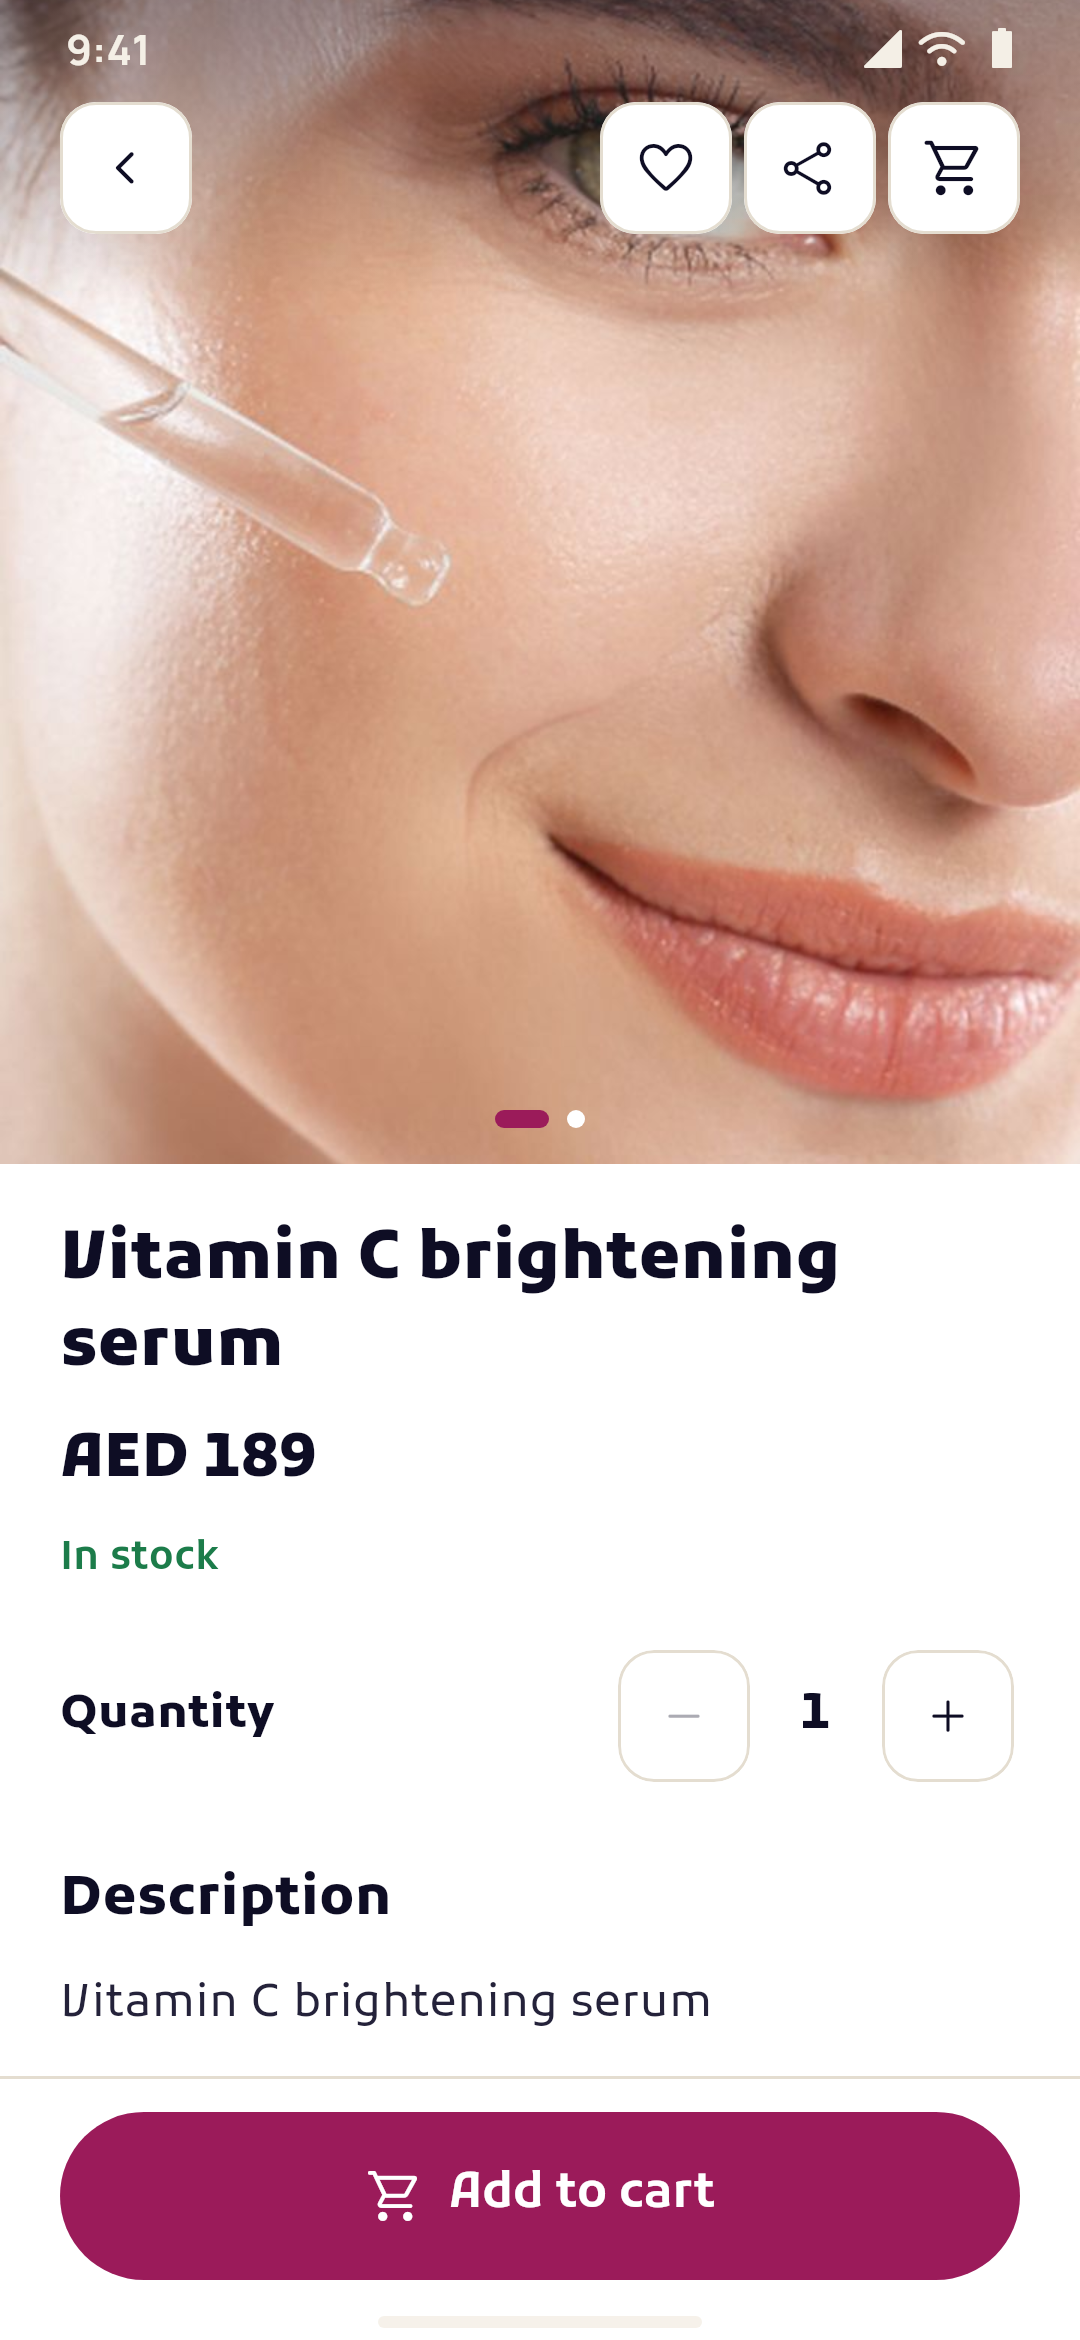 9:41
Vitamin C brightening
serum
AED 189
In stock
Quantity
1
Description
Vitamin C brightening serum
Add to cart